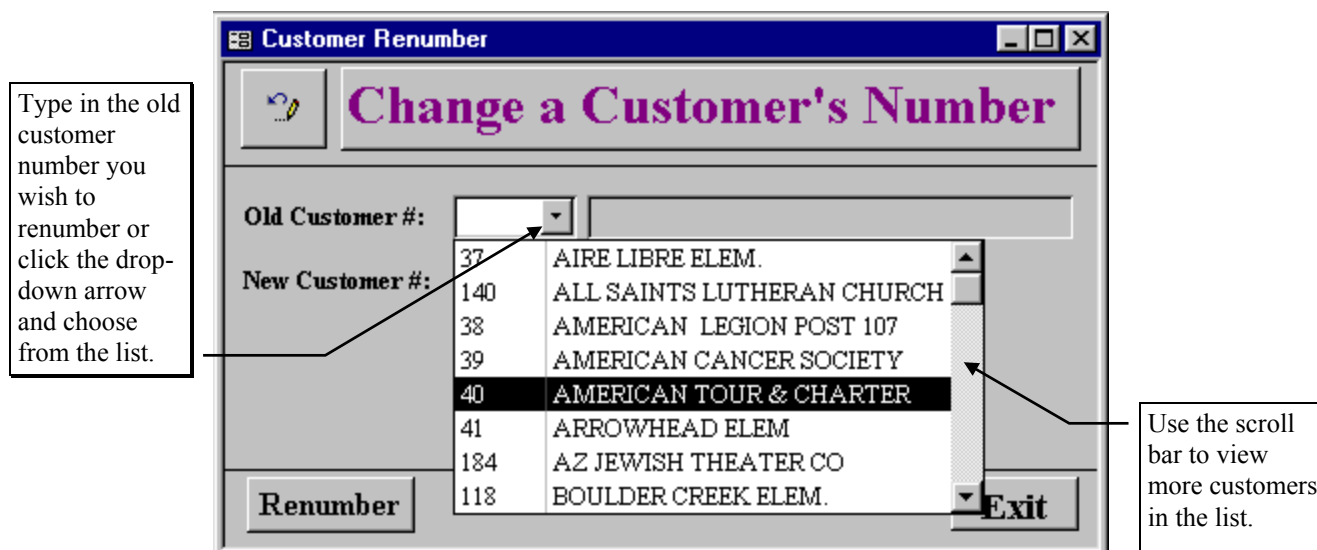 Customer Renumber
Change a Customer's Number
Type in the old
customer
number you
wish to
renumber or
click the drop-
down arrow
and choose
from the list.
Old Customer #:
New Customer #:
37 AIRE LIBRE ELEM.
140 ALL SAINTS LUTHERAN CHURCH
38 AMERICAN  LEGION POST 107
39 AMERICAN CANCER SOCIETY
40 AMERICAN TOUR & CHARTER
41 ARROWHEAD ELEM
184 AZ JEWISH THEATER CO
118 BOULDER CREEK ELEM.
Renumber
Exit
Use the scroll
bar to view
more customers
in the list.